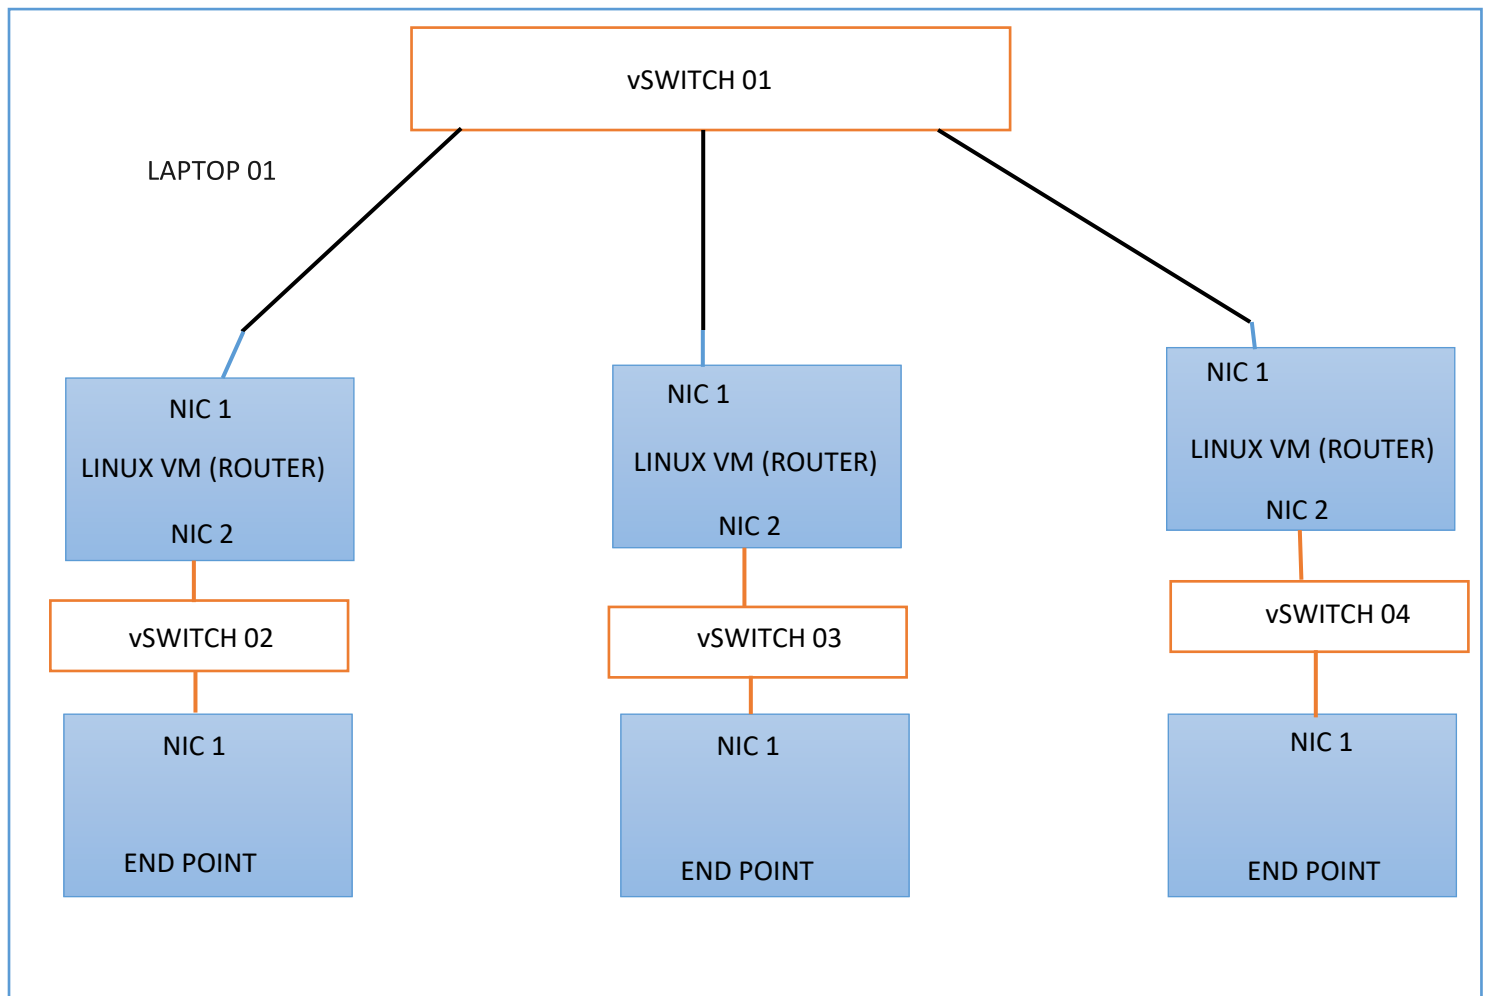 vSWITCH 01
LAPTOP 01
NIC 1
LINUX VM (ROUTER)
NIC 2
NIC 1
LINUX VM (ROUTER)
NIC 2
NIC 1
LINUX VM (ROUTER)
NIC 2
vSWITCH 02
vSWITCH 03
vSWITCH 04
NIC 1
END POINT
NIC 1
END POINT
NIC 1
END POINT